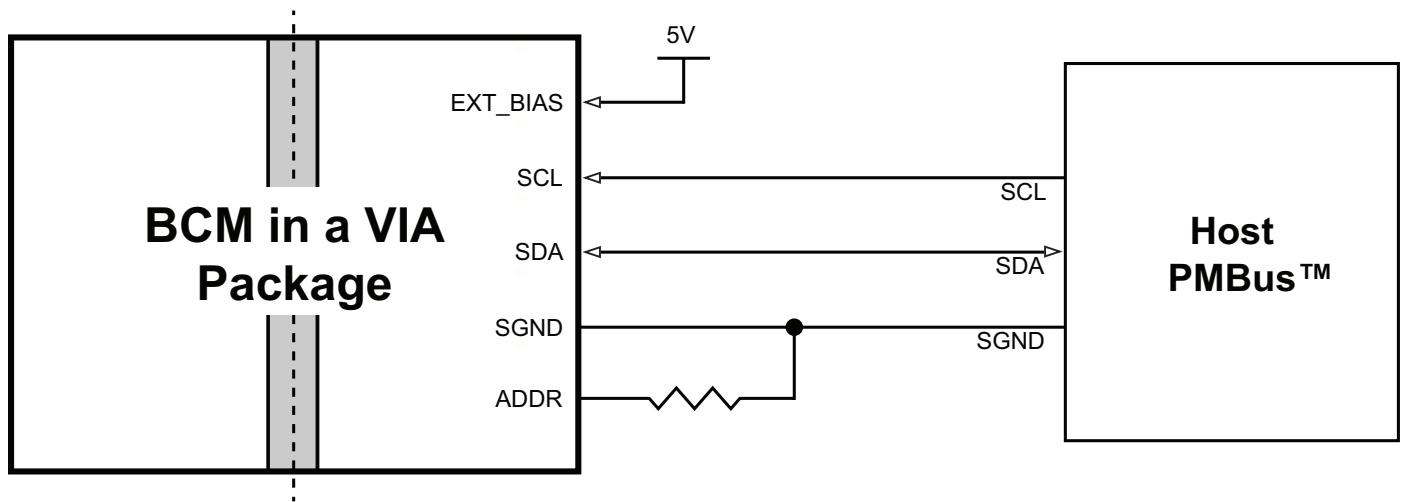 5V
EXT_BIAS
SCL
SCL
BCM in a VIA
Package
SDA
SDA
Host
PMBus™
SGND
SGND
ADDR